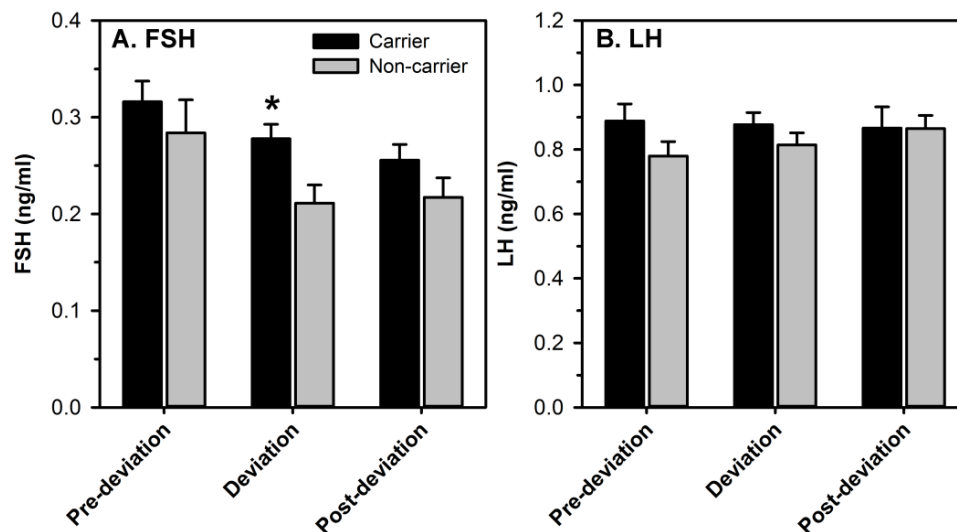 A. FSH
Carrier
Non-carrier
*
FSH (ng/ml)
0.4
0.3
0.2
0.1
0.0
Pre-deviation
Deviation
Post-deviation
B. LH
LH (ng/ml)
1.2
1.0
0.8
0.6
0.4
0.2
0.0
Pre-deviation
Deviation
Post-deviation